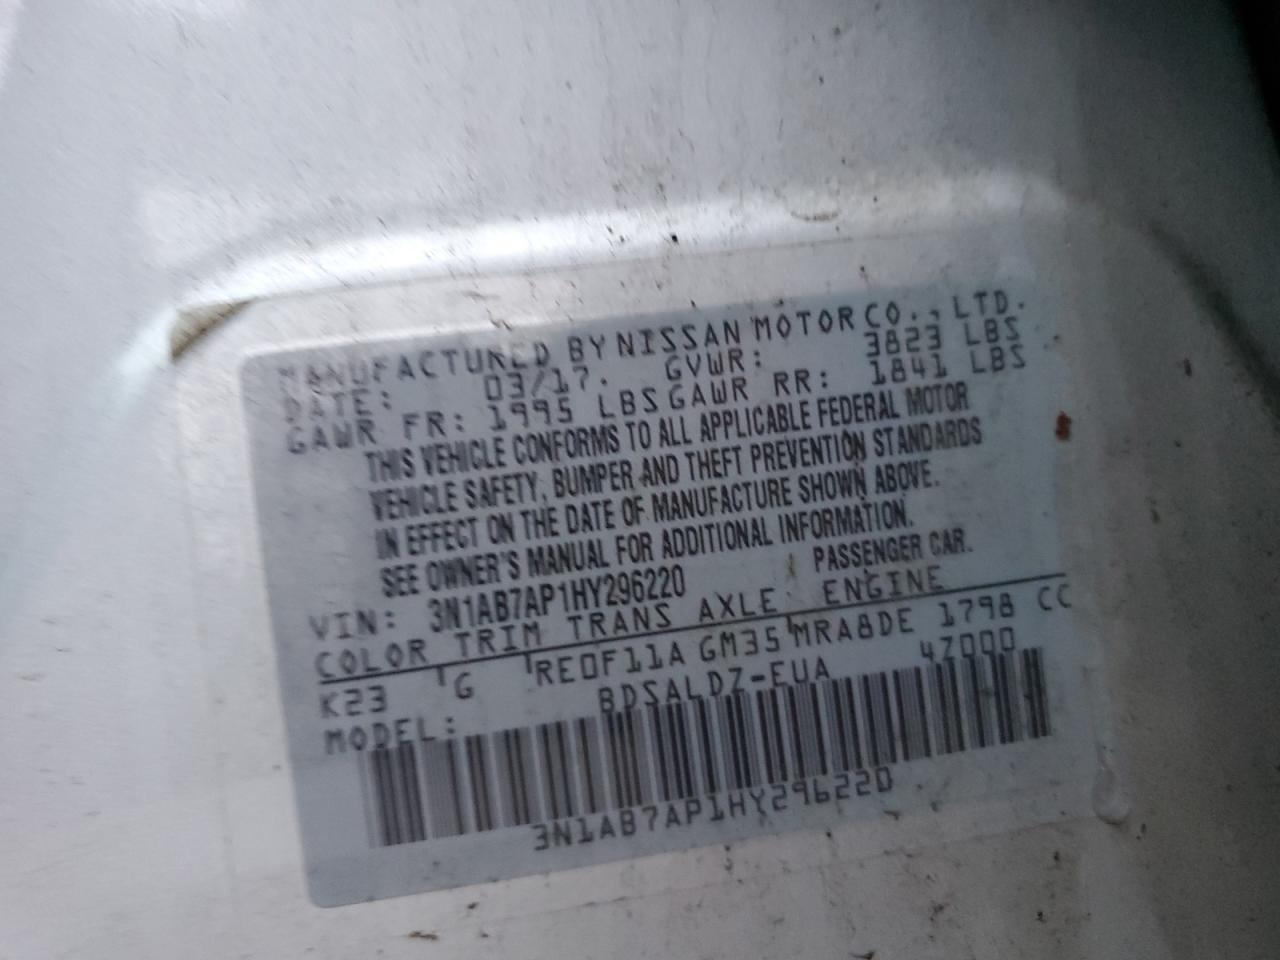 MANUFACTURED BY NISSAN MOTOR CO., LTD.
DATE: 03/17. GVWR: 3823 LBS
GAWR FR: 1995 LBS GAWR RR: 1841 LBS
THIS VEHICLE CONFORMS TO ALL APPLICABLE FEDERAL MOTOR
VEHICLE SAFETY, BUMPER AND THEFT PREVENTION STANDARDS
IN EFFECT ON THE DATE OF MANUFACTURE SHOWN ABOVE.
SEE OWNER'S MANUAL FOR ADDITIONAL INFORMATION.
VIN: 3N1AB7AP1HY296220 PASSENGER CAR.
COLOR TRIM TRANS AXLE ENGINE
K23 G RE0F11A GM35 MRA8DE 1798 CC
MODEL: BDSALDZ-EUA 47000
3N1AB7AP1HY296220